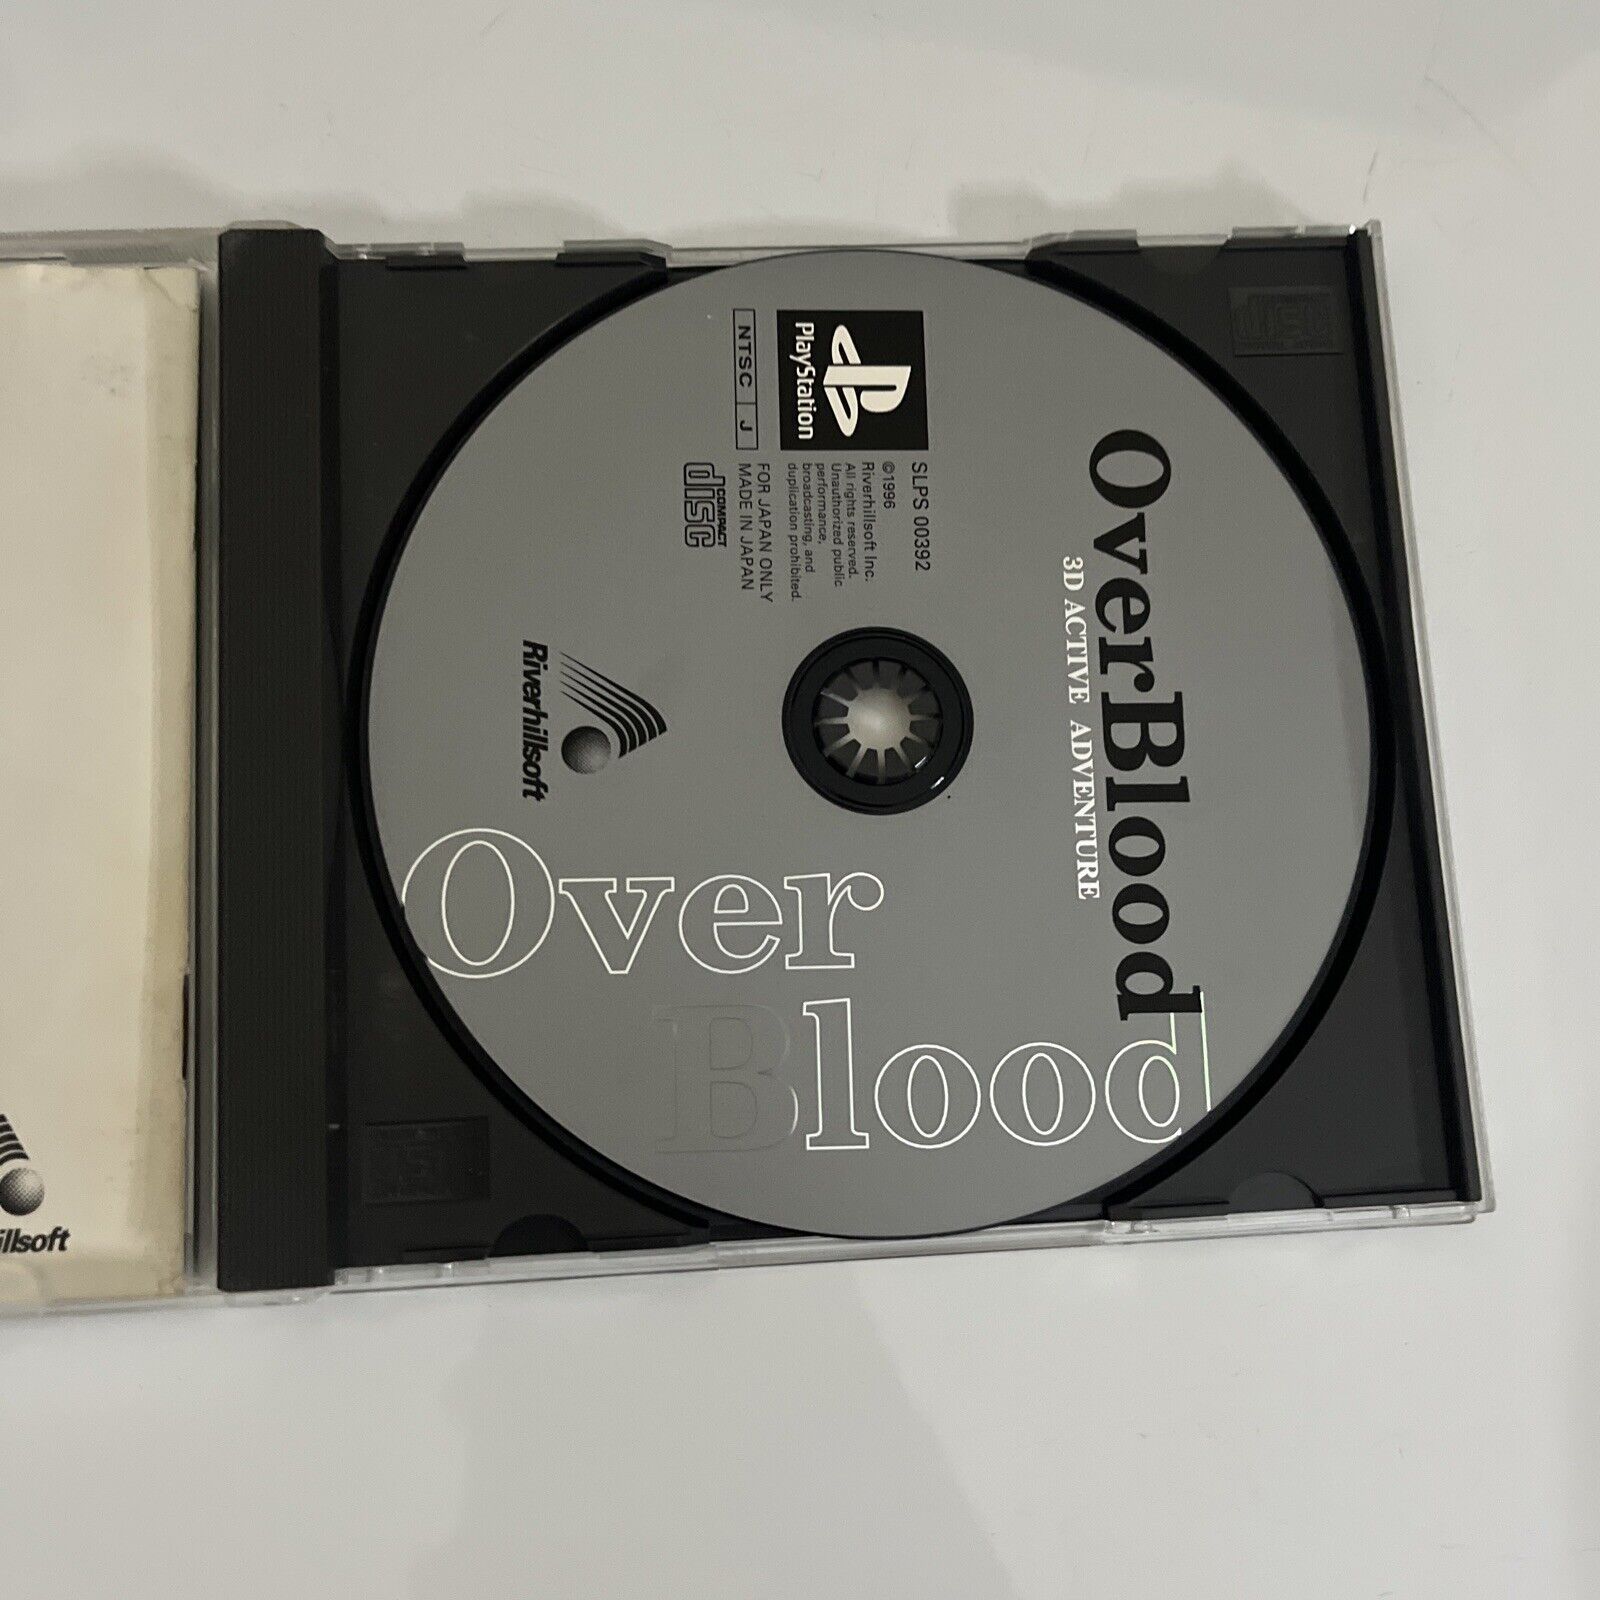 OverBlood
3D ACTIVE ADVENTURE
PlayStation
NTSC J
SLPS 00392
©1996
Riverhillsoft Inc.
All rights reserved.
Unauthorized public
performance,
broadcasting, and
duplication prohibited.
FOR JAPAN ONLY
MADE IN JAPAN
COMPACT
disc
Riverhillsoft
Over
Blood
disc
illsoft